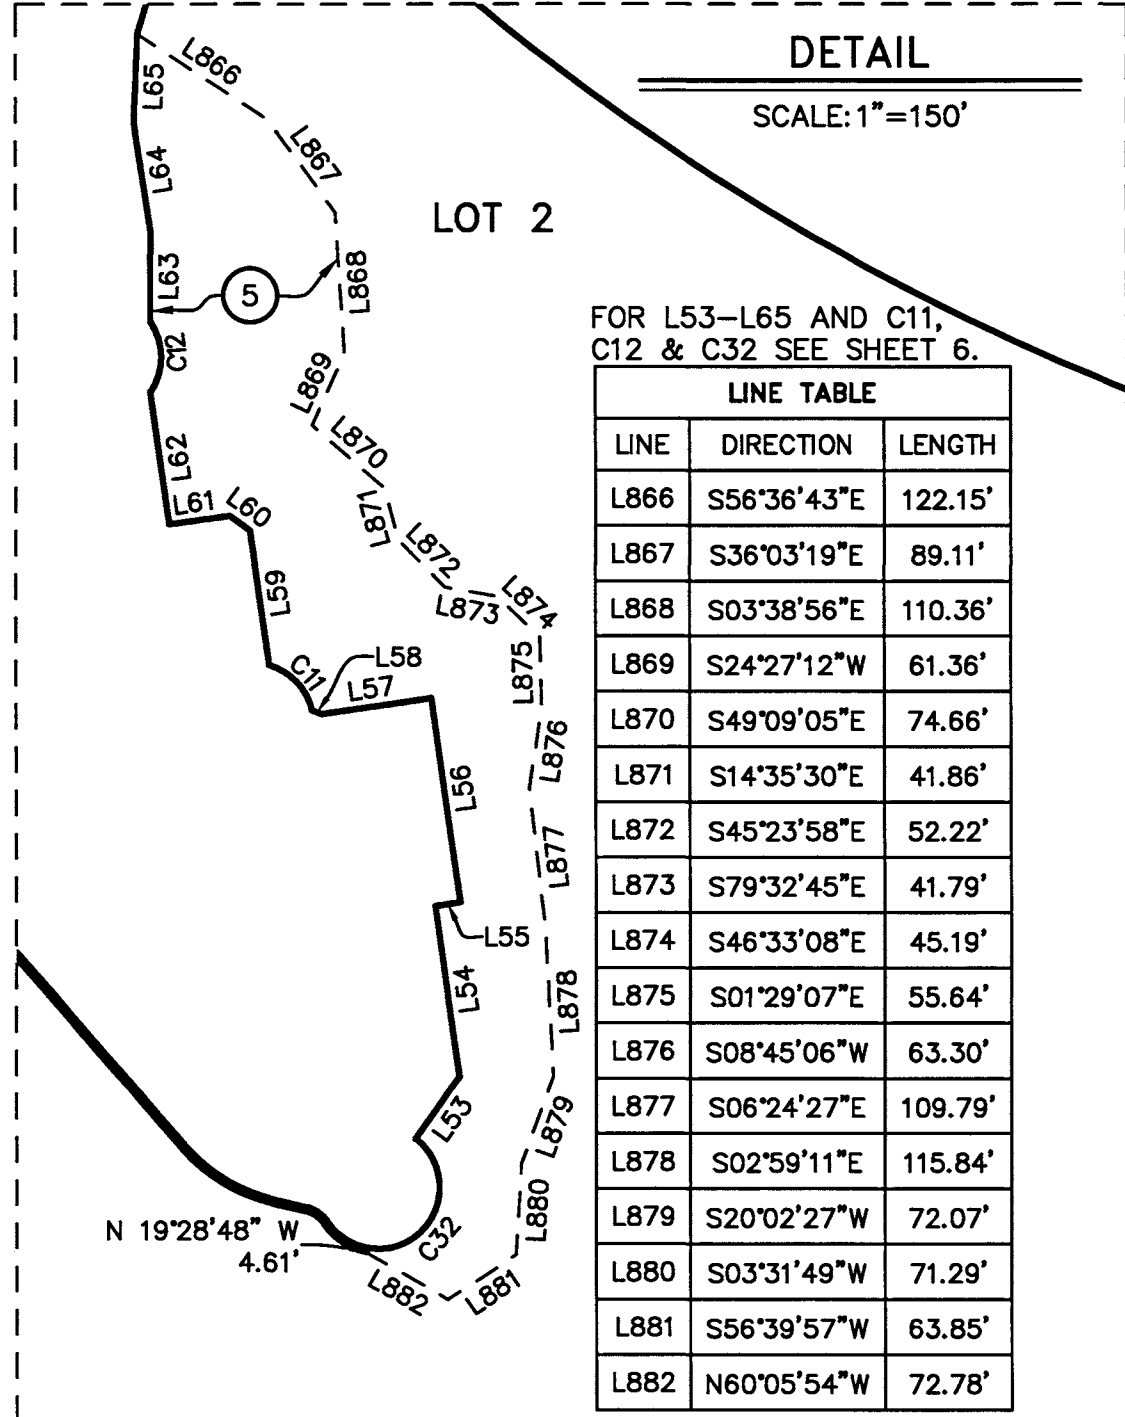 DETAIL
SCALE: 1"=150'
LOT 2
L866
L65
L867
L64
L868
L63
5
C12
L869
L870
L62
L871
L61
L60
L872
L873
L874
L59
L875
C11
L58
L57
L876
L56
L877
L55
L54
L878
L53
L879
L880
N 19°28'48" W
4.61'
C32
L881
L882
FOR L53–L65 AND C11,
C12 & C32 SEE SHEET 6.
LINE TABLE
LINE DIRECTION LENGTH
L866 S56°36'43"E 122.15'
L867 S36°03'19"E 89.11'
L868 S03°38'56"E 110.36'
L869 S24°27'12"W 61.36'
L870 S49°09'05"E 74.66'
L871 S14°35'30"E 41.86'
L872 S45°23'58"E 52.22'
L873 S79°32'45"E 41.79'
L874 S46°33'08"E 45.19'
L875 S01°29'07"E 55.64'
L876 S08°45'06"W 63.30'
L877 S06°24'27"E 109.79'
L878 S02°59'11"E 115.84'
L879 S20°02'27"W 72.07'
L880 S03°31'49"W 71.29'
L881 S56°39'57"W 63.85'
L882 N60°05'54"W 72.78'